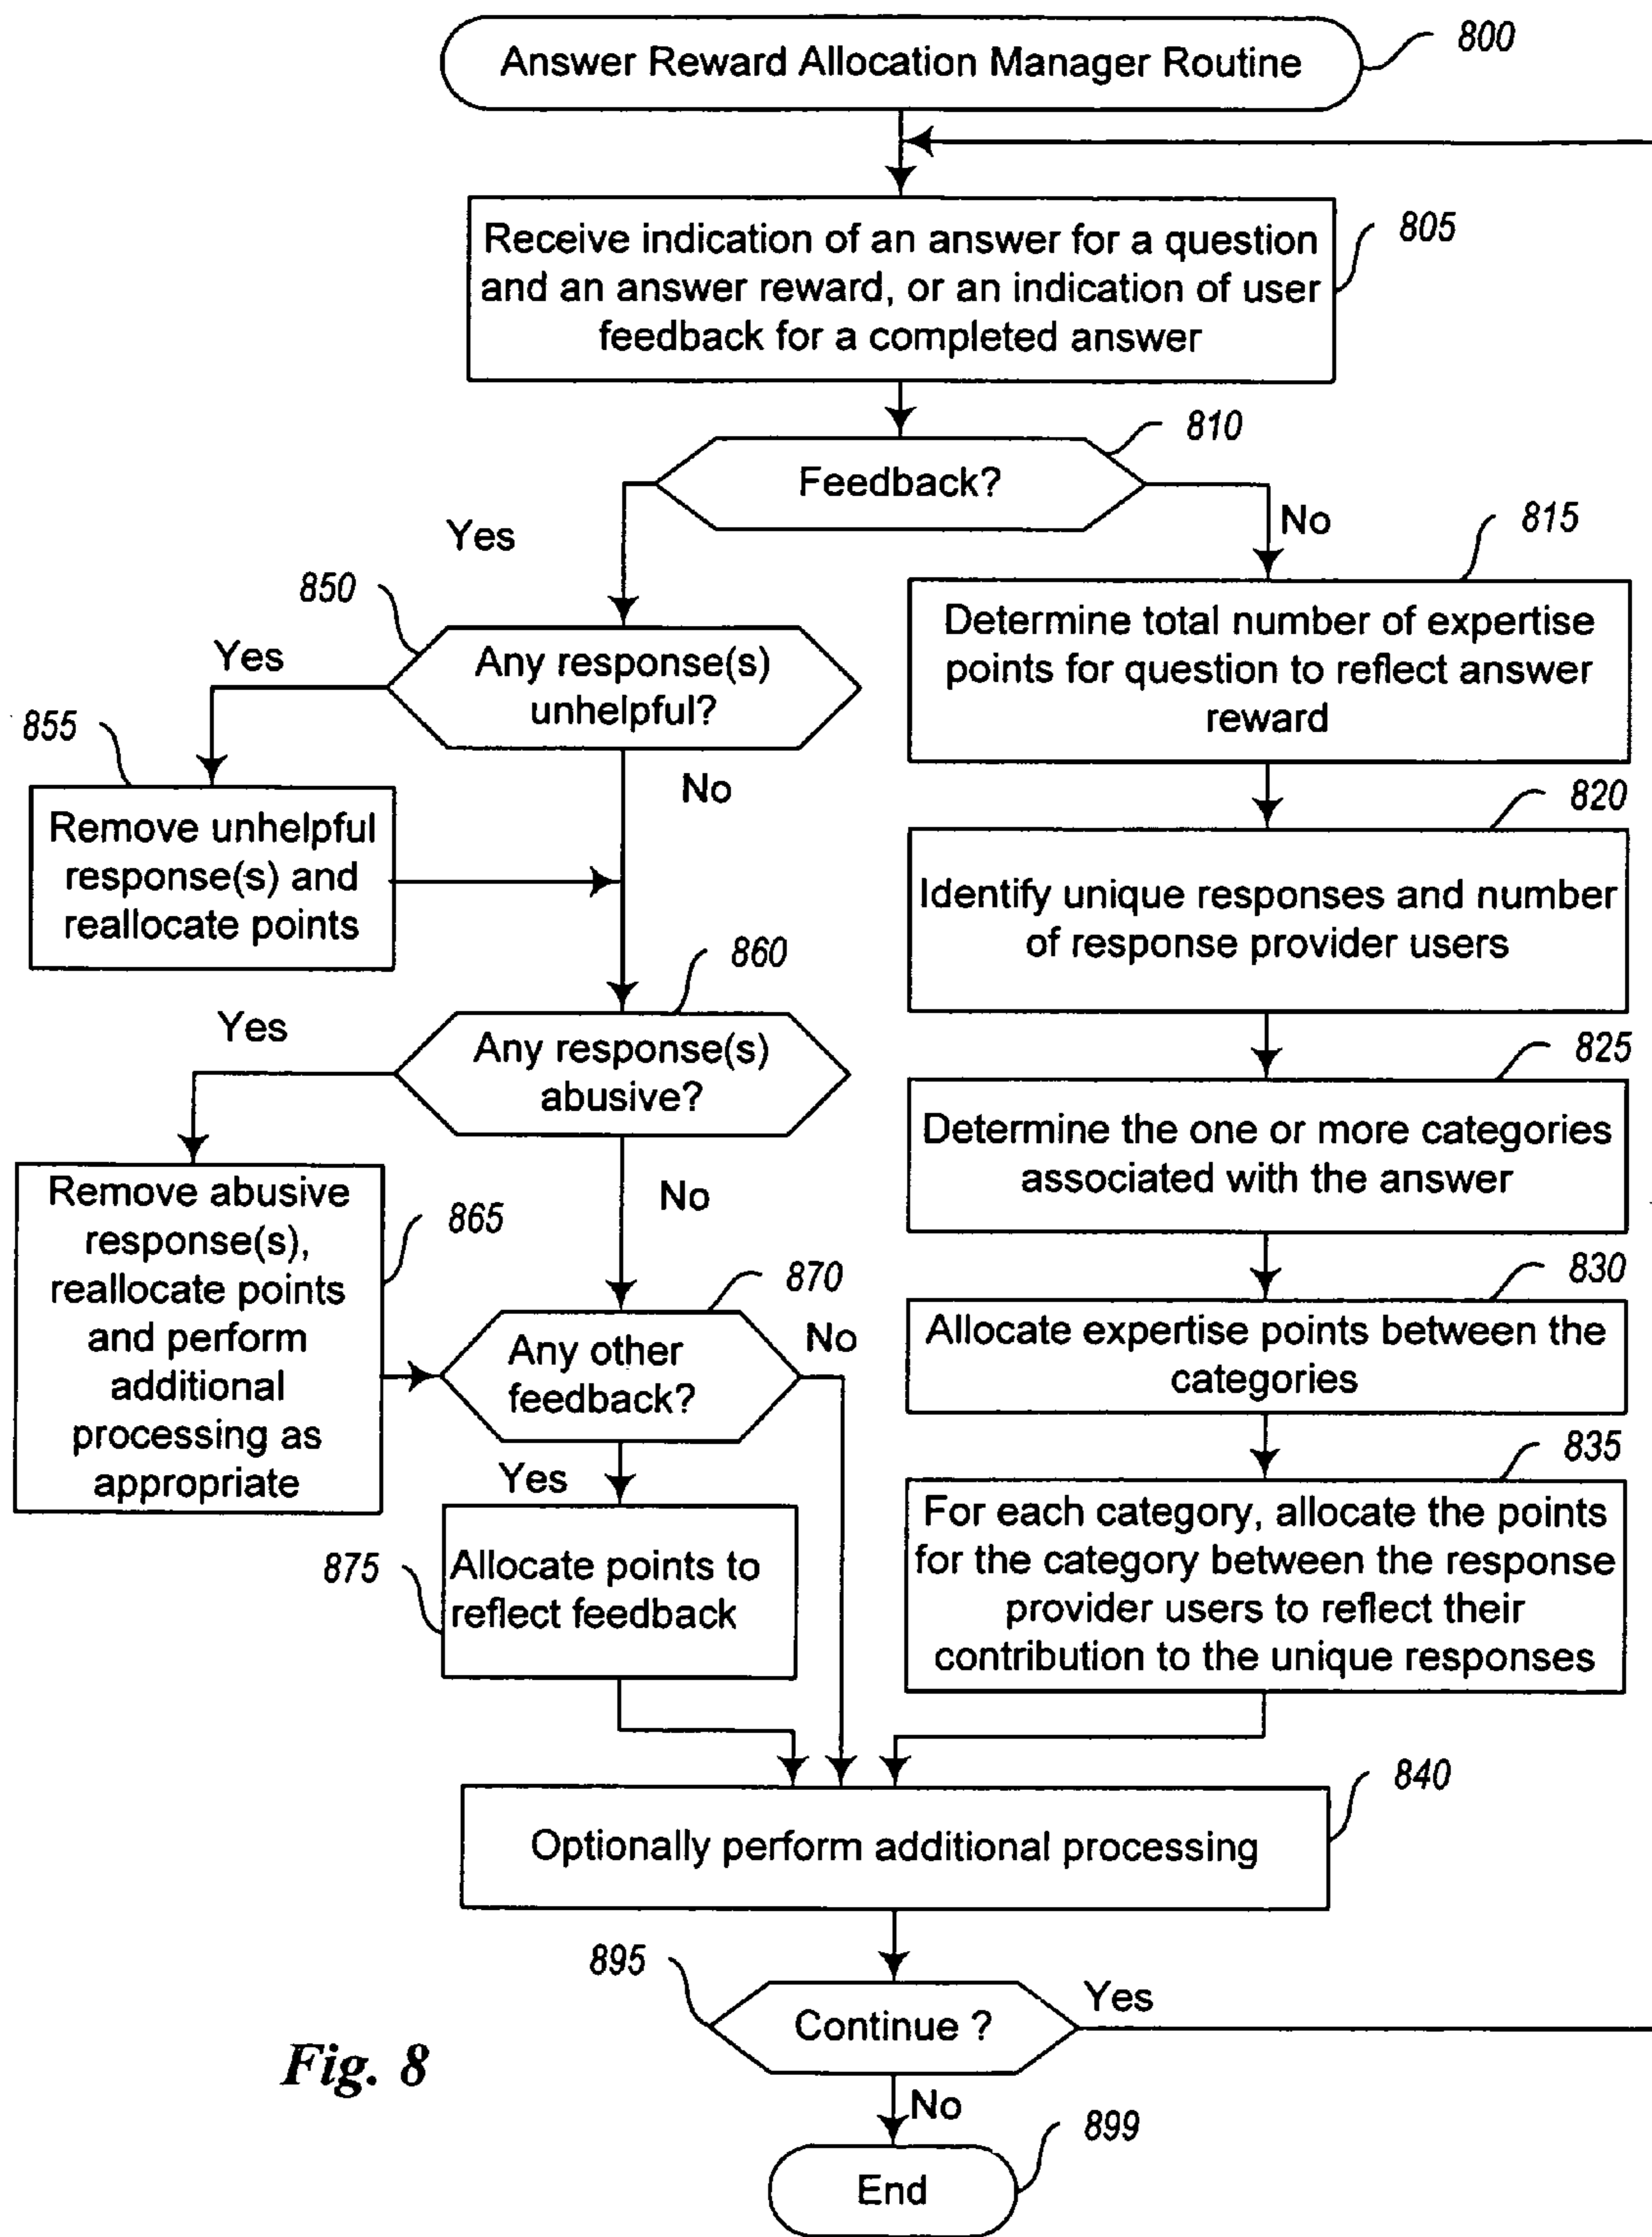 Answer Reward Allocation Manager Routine
800
Receive indication of an answer for a question
and an answer reward, or an indication of user
feedback for a completed answer
805
Feedback?
810
Yes
No
815
Determine total number of expertise
points for question to reflect answer
reward
850
Any response(s)
unhelpful?
Yes
No
855
Remove unhelpful
response(s) and
reallocate points
820
Identify unique responses and number
of response provider users
860
Any response(s)
abusive?
Yes
No
825
Determine the one or more categories
associated with the answer
Remove abusive
response(s),
reallocate points
and perform
additional
processing as
appropriate
865
870
Any other
feedback?
No
Yes
830
Allocate expertise points between the
categories
835
For each category, allocate the points
for the category between the response
provider users to reflect their
contribution to the unique responses
875
Allocate points to
reflect feedback
840
Optionally perform additional processing
895
Continue ?
Yes
No
Fig. 8
899
End